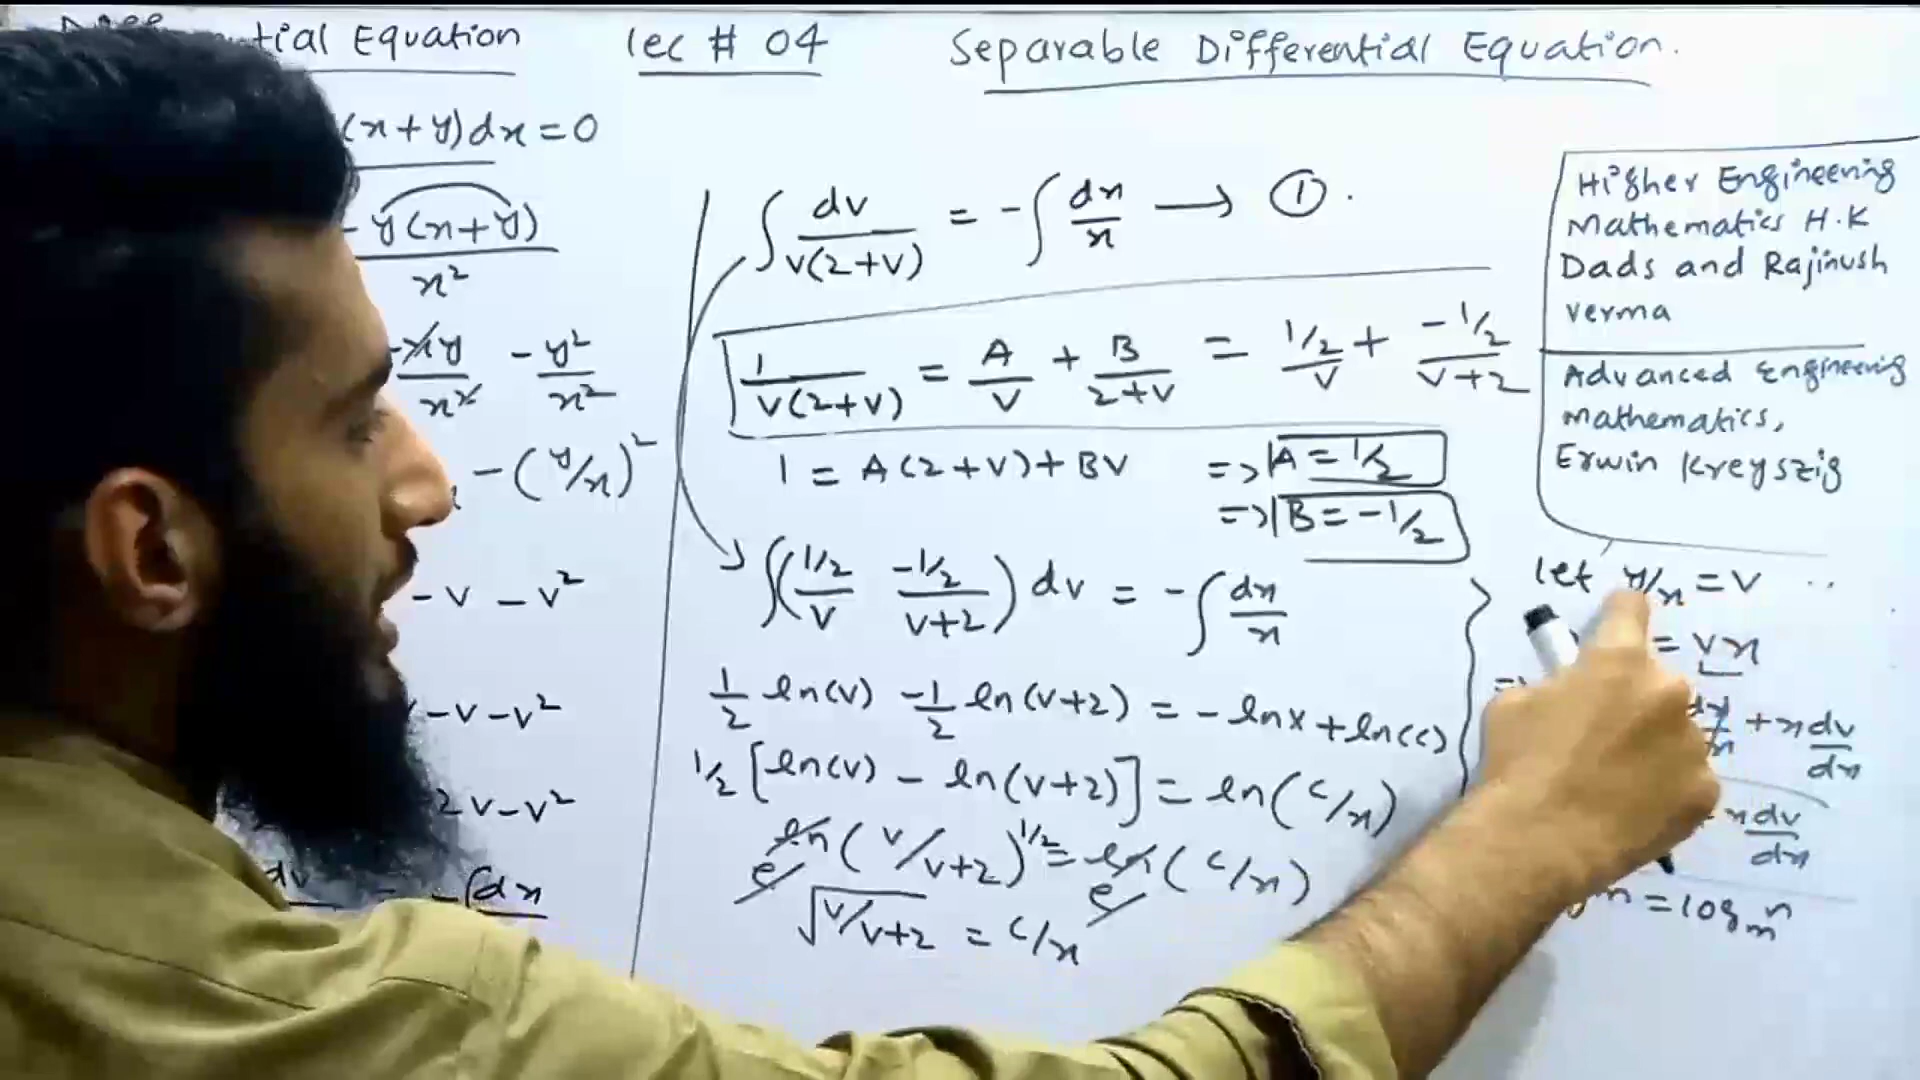 tial Equation lec # 04 Separable Differential Equation.
(x+y)dx=0
-y(x+y)
x²
-xy/x² -y²/x²
-(y/x)²
-v -v²
-v-v²
2v-v²
dv = -∫dx
∫ dv/v(2+v) = -∫ dx/x → ①.
1/v(2+v) = A/v + B/2+v = 1/2/v + -1/2/v+2
1 = A(2+v)+Bv => A = 1/2
=> B = -1/2
∫(1/2/v -1/2/v+2) dv = -∫ dx/x
1/2 ln(v) -1/2 ln(v+2) = -lnx+ln(c)
1/2 [ln(v) - ln(v+2)] = ln(c/x)
e ln(v/v+2)^1/2 = e ln(c/x)
√v/v+2 = c/x
Higher Engineering
Mathematics H.K
Dads and Rajinush
verma
Advanced Engineering
mathematics,
Erwin Kreyszig
let y/x = v
= vx
+x dv/dx
x dv/dx
= log n/m